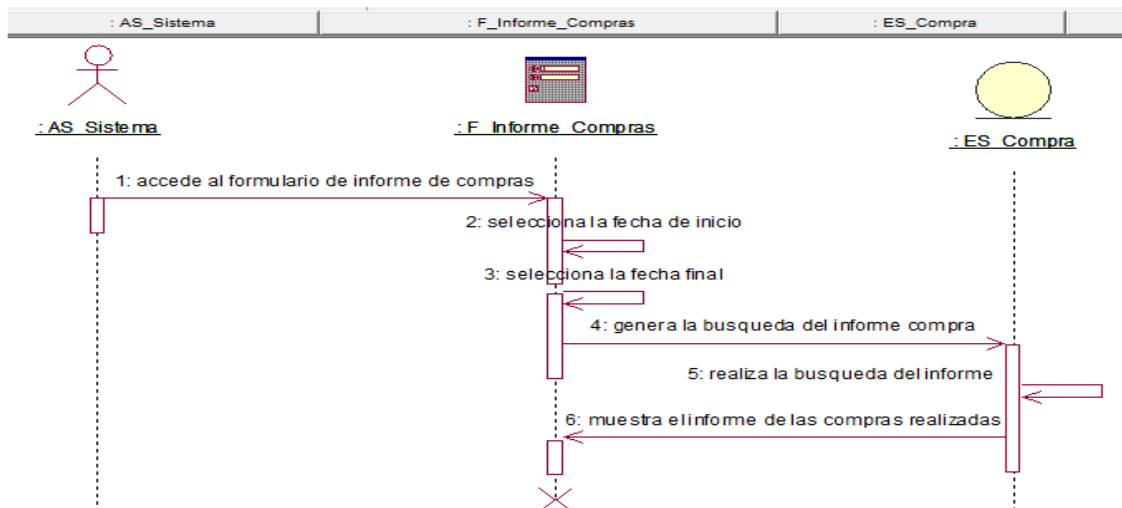 : AS_Sistema
: F_Informe_Compras
: ES_Compra
: AS_Sistema
: F_Informe_Compras
: ES_Compra
1: accede al formulario de informe de compras
2: selecciona la fecha de inicio
3: selecciona la fecha final
4: genera la busqueda del informe compra
5: realiza la busqueda del informe
6: muestra el informe de las compras realizadas